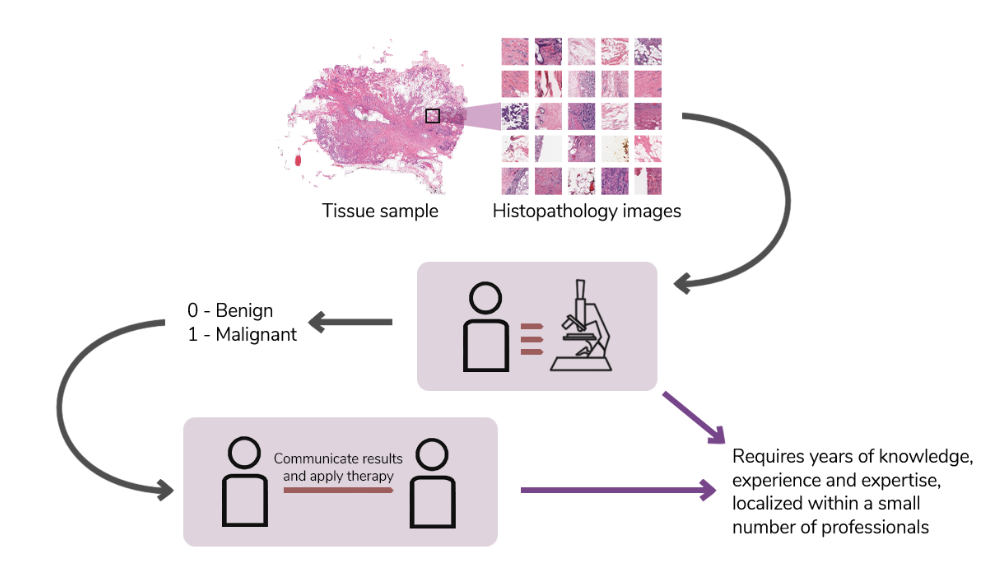 Tissue sample
Histopathology images
0 - Benign
1 - Malignant
Communicate results
and apply therapy
Requires years of knowledge,
experience and expertise,
localized within a small
number of professionals